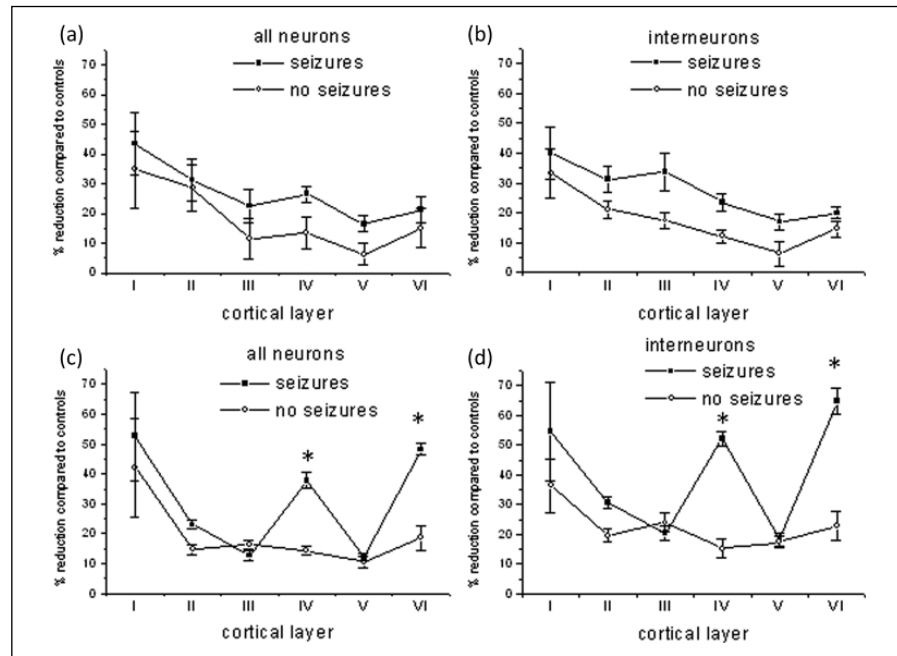 (a)
all neurons
seizures
no seizures
% reduction compared to controls
70
60
50
40
30
20
10
0
I II III IV V VI
cortical layer
(b)
interneurons
seizures
no seizures
% reduction compared to controls
70
60
50
40
30
20
10
0
I II III IV V VI
cortical layer
(c)
all neurons
seizures
no seizures
*
*
% reduction compared to controls
70
60
50
40
30
20
10
0
I II III IV V VI
cortical layer
(d)
interneurons
seizures
no seizures
*
*
% reduction compared to controls
70
60
50
40
30
20
10
0
I II III IV V VI
cortical layer